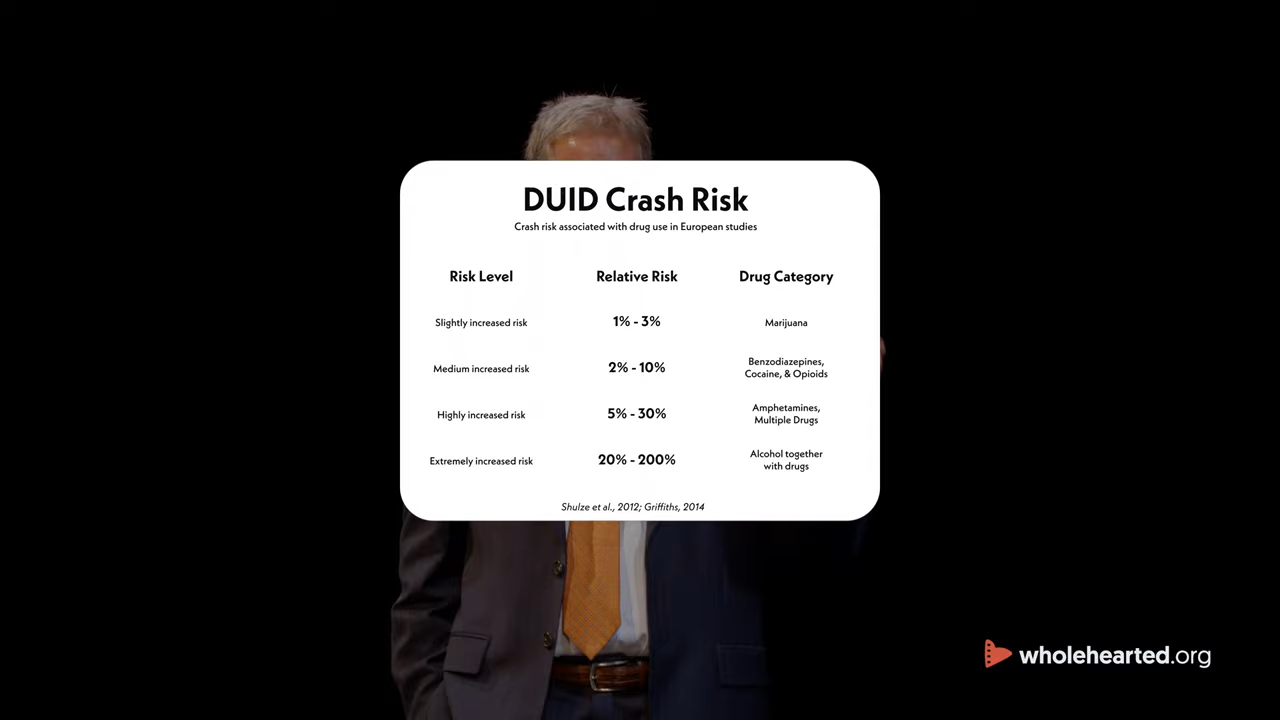 DUID Crash Risk
Crash risk associated with drug use in European studies
Risk Level Relative Risk Drug Category
Slightly increased risk 1% - 3% Marijuana
Medium increased risk 2% - 10% Benzodiazepines,
Cocaine, & Opioids
Highly increased risk 5% - 30% Amphetamines,
Multiple Drugs
Extremely increased risk 20% - 200% Alcohol together
with drugs
Shulze et al., 2012; Griffiths, 2014
wholehearted.org